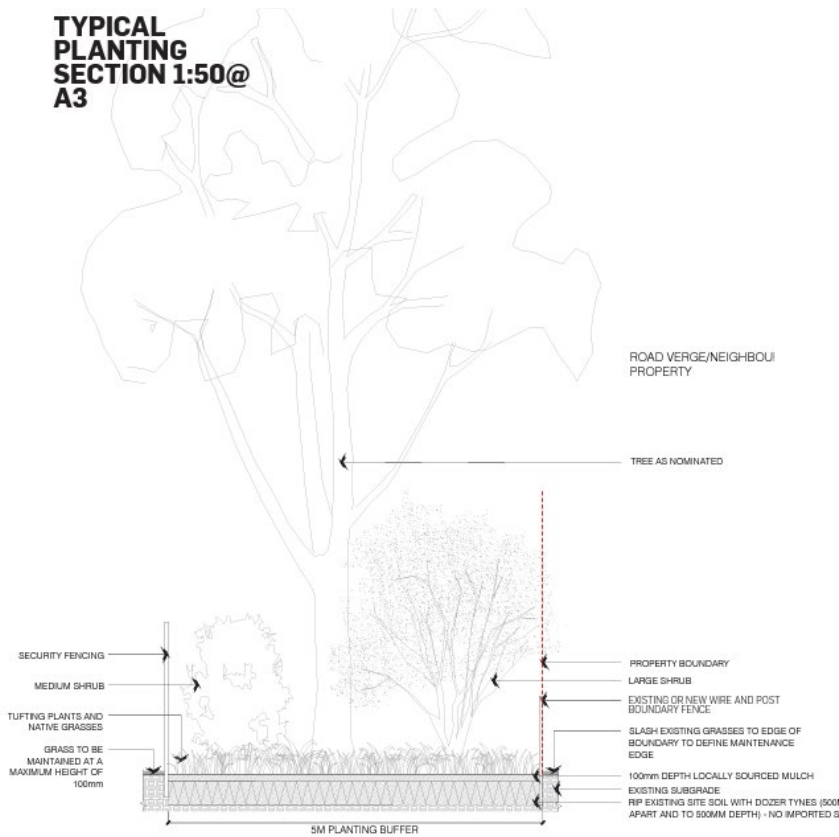 TYPICAL
PLANTING
SECTION 1:50@
A3
ROAD VERGE/NEIGHBOU
PROPERTY
TREE AS NOMINATED
SECURITY FENCING
MEDIUM SHRUB
TUFTING PLANTS AND
NATIVE GRASSES
GRASS TO BE
MAINTAINED AT A
MAXIMUM HEIGHT OF
100mm
PROPERTY BOUNDARY
LARGE SHRUB
EXISTING OR NEW WIRE AND POST
BOUNDARY FENCE
SLASH EXISTING GRASSES TO EDGE OF
BOUNDARY TO DEFINE MAINTENANCE
EDGE
100mm DEPTH LOCALLY SOURCED MULCH
EXISTING SUBGRADE
RIP EXISTING SITE SOIL WITH DOZER TYNES (500
APART AND TO 500MM DEPTH) - NO IMPORTED S
5M PLANTING BUFFER